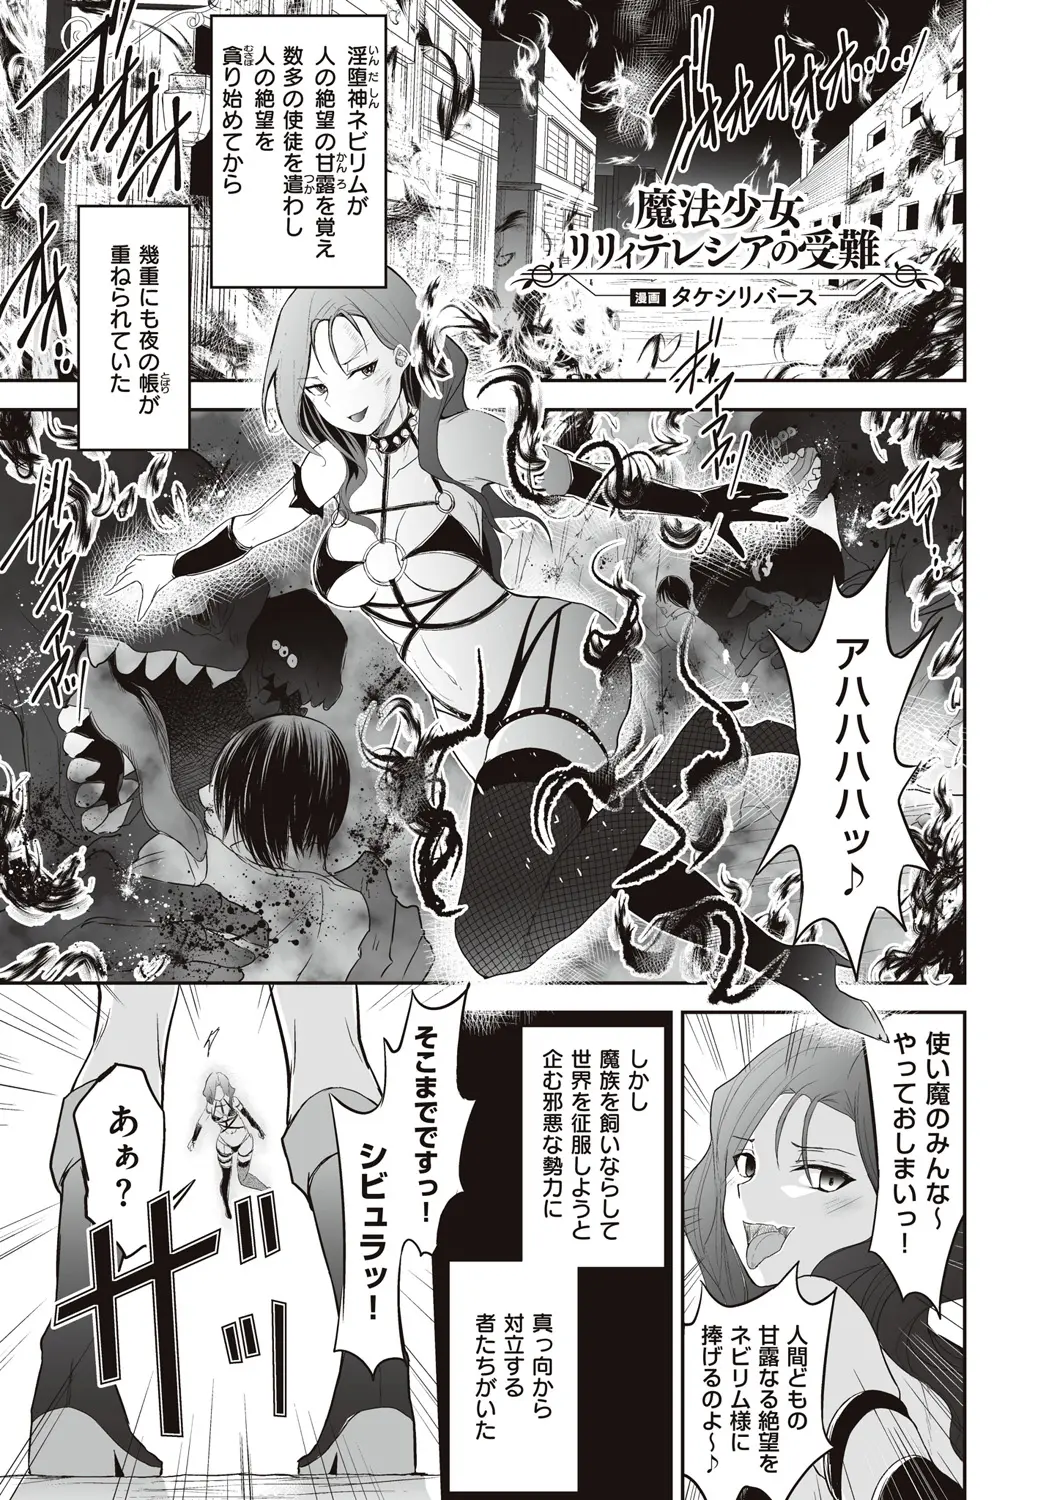 ゴオオオオオ…‥
魔法少女
リリィテレシアの受難
漫画 タケシリバース
淫堕神ネビリムが
人の絶望の甘露を覚え
数多の使徒を遣わし
人の絶望を
貪り始めてから
幾重にも夜の帳が
重ねられていた
アハハハハッ♪
使い魔のみんな~
やっておしまいっ!
人間どもの
甘露なる絶望を
ネビリム様に
捧げるのよ~♪
しかし
魔族を飼いならして
世界を征服しようと
企む邪悪な勢力に
真っ向から
対立する
者たちがいた
そこまでですっ!
シビュラッ!
あぁ?
ザッ